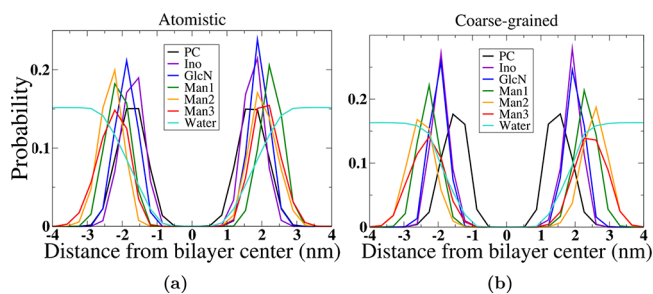 Atomistic
Probability
0.2
0.1
0
PC
Ino
GlcN
Man1
Man2
Man3
Water
-4 -3 -2 -1 0 1 2 3 4
Distance from bilayer center (nm)
(a)
Coarse-grained
0.2
0.1
0
PC
Ino
GlcN
Man1
Man2
Man3
Water
-4 -3 -2 -1 0 1 2 3 4
Distance from bilayer center (nm)
(b)